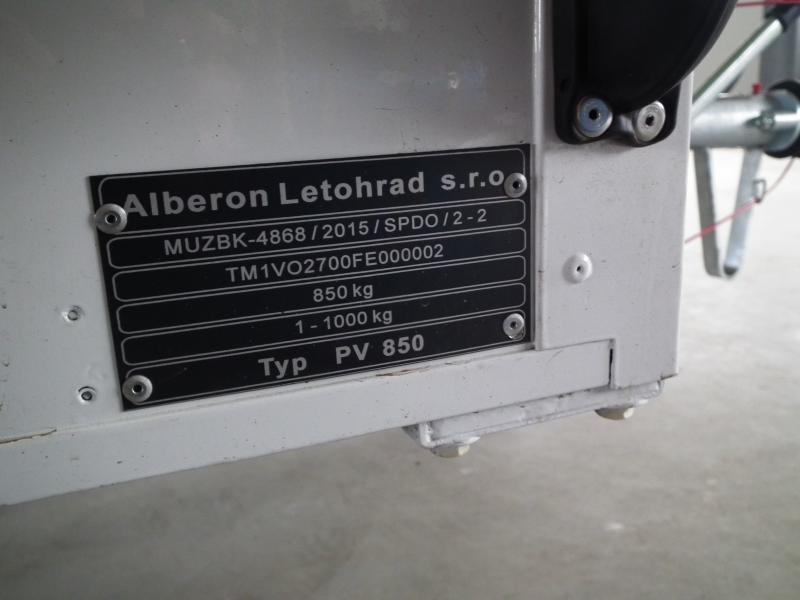 Alberon Letohrad s.r.o.
MUZBK-4868/2015/SPDO/2-2
TM1VO2700FE000002
850 kg
1 - 1000 kg
Typ PV 850